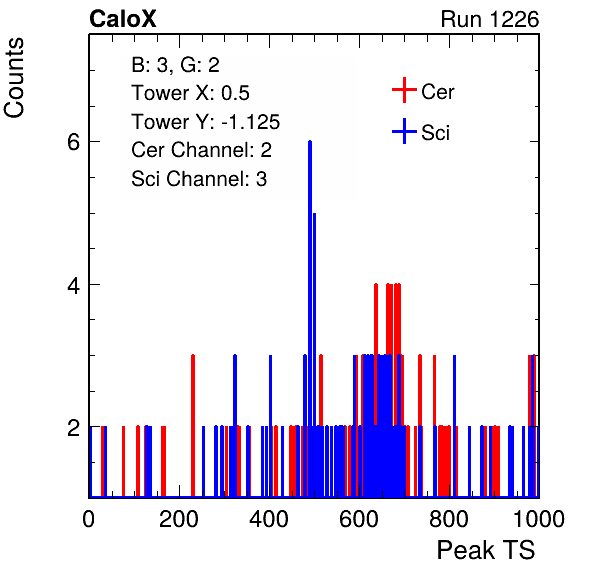 CaloX Run 1226
Counts
B: 3, G: 2
Tower X: 0.5
Tower Y: -1.125
Cer Channel: 2
Sci Channel: 3
Cer
Sci
6
4
2
0 200 400 600 800 1000
Peak TS